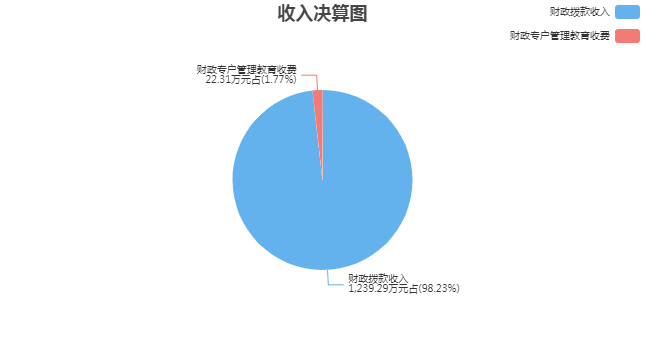 收入决算图
财政拨款收入
财政专户管理教育收费
财政专户管理教育收费
22.31万元占(1.77%)
财政拨款收入
1,239.29万元占(98.23%)